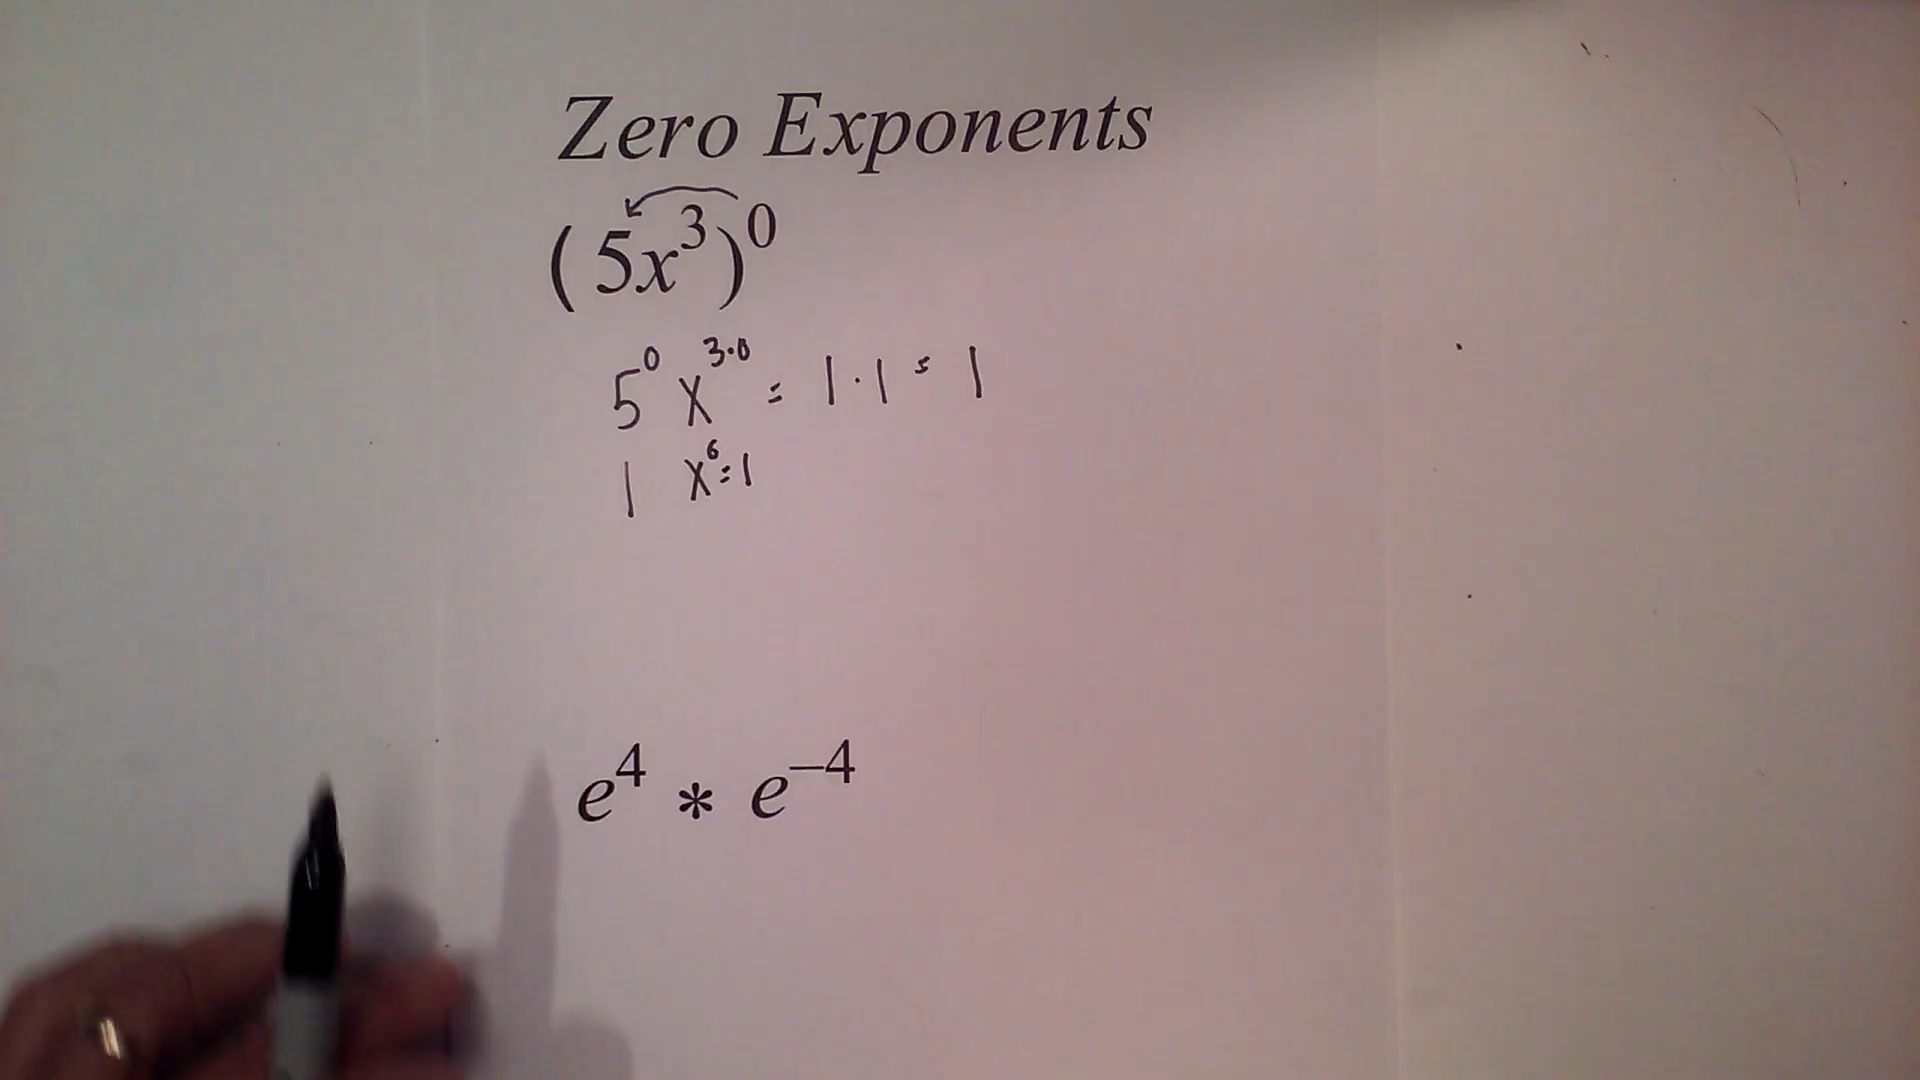 Zero Exponents
(5x³)⁰
5⁰ x³·⁰ = 1·1 = 1
1 x⁶=1
e⁴ * e⁻⁴